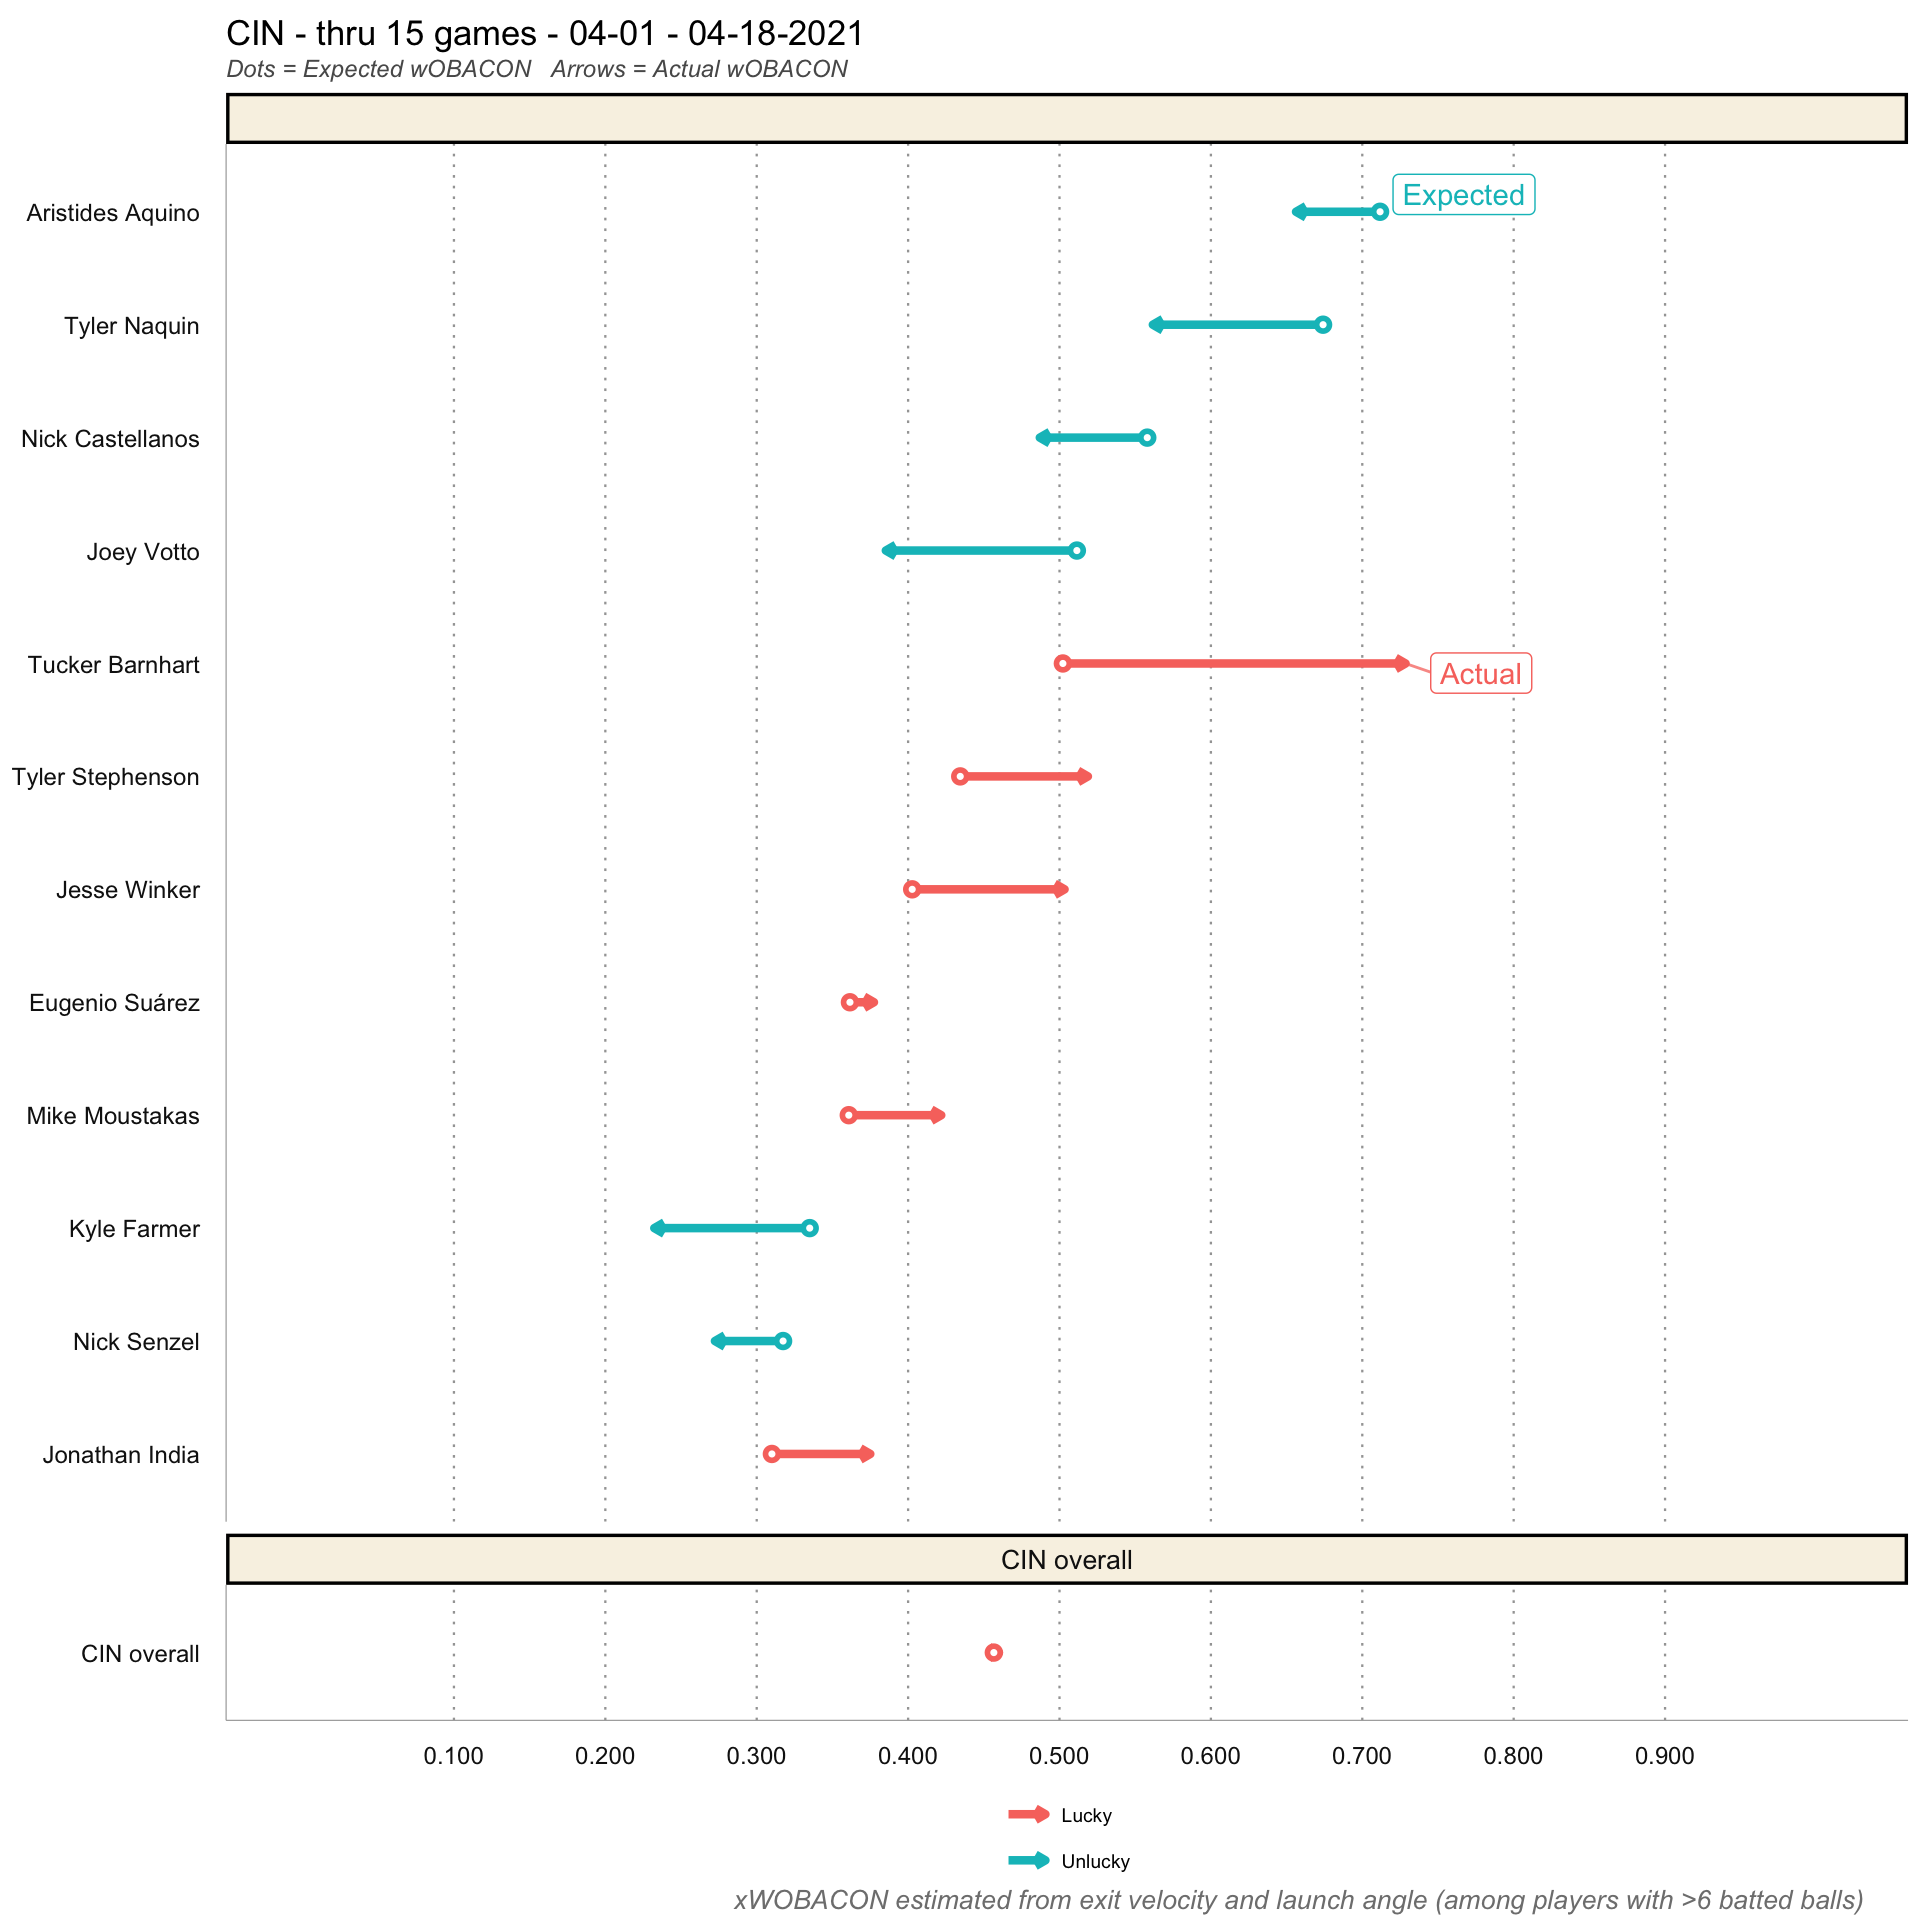 CIN - thru 15 games - 04-01 - 04-18-2021
Dots = Expected wOBACON   Arrows = Actual wOBACON
Aristides Aquino
Expected
Tyler Naquin
Nick Castellanos
Joey Votto
Tucker Barnhart
Actual
Tyler Stephenson
Jesse Winker
Eugenio Suárez
Mike Moustakas
Kyle Farmer
Nick Senzel
Jonathan India
CIN overall
CIN overall
0.100 0.200 0.300 0.400 0.500 0.600 0.700 0.800 0.900
Lucky
Unlucky
xWOBACON estimated from exit velocity and launch angle (among players with >6 batted balls)